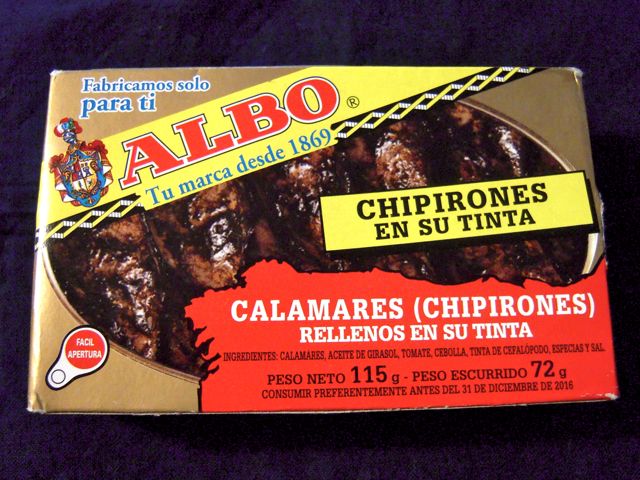 Fabricamos solo
para ti
ALBO®
Tu marca desde 1869
CHIPIRONES
EN SU TINTA
CALAMARES (CHIPIRONES)
RELLENOS EN SU TINTA
INGREDIENTES: CALAMARES, ACEITE DE GIRASOL, TOMATE, CEBOLLA, TINTA DE CEFALÓPODO, ESPECIAS Y SAL.
FACIL
APERTURA
PESO NETO 115 g - PESO ESCURRIDO 72 g
CONSUMIR PREFERENTEMENTE ANTES DEL 31 DE DICIEMBRE DE 2016